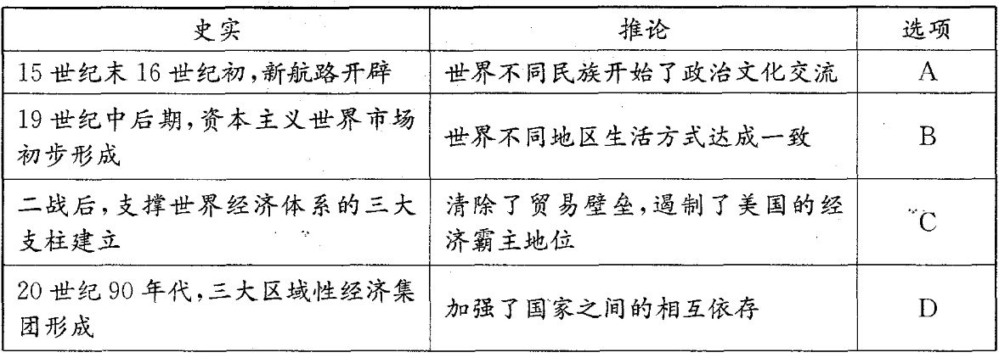 史实 推论 选项
15 世纪末 16 世纪初,新航路开辟 世界不同民族开始了政治文化交流 A
19 世纪中后期,资本主义世界市场
初步形成
世界不同地区生活方式达成一致 B
二战后,支撑世界经济体系的三大
支柱建立
清除了贸易壁垒,遏制了美国的经
济霸主地位
C
20 世纪 90 年代,三大区域性经济集
团形成
加强了国家之间的相互依存 D